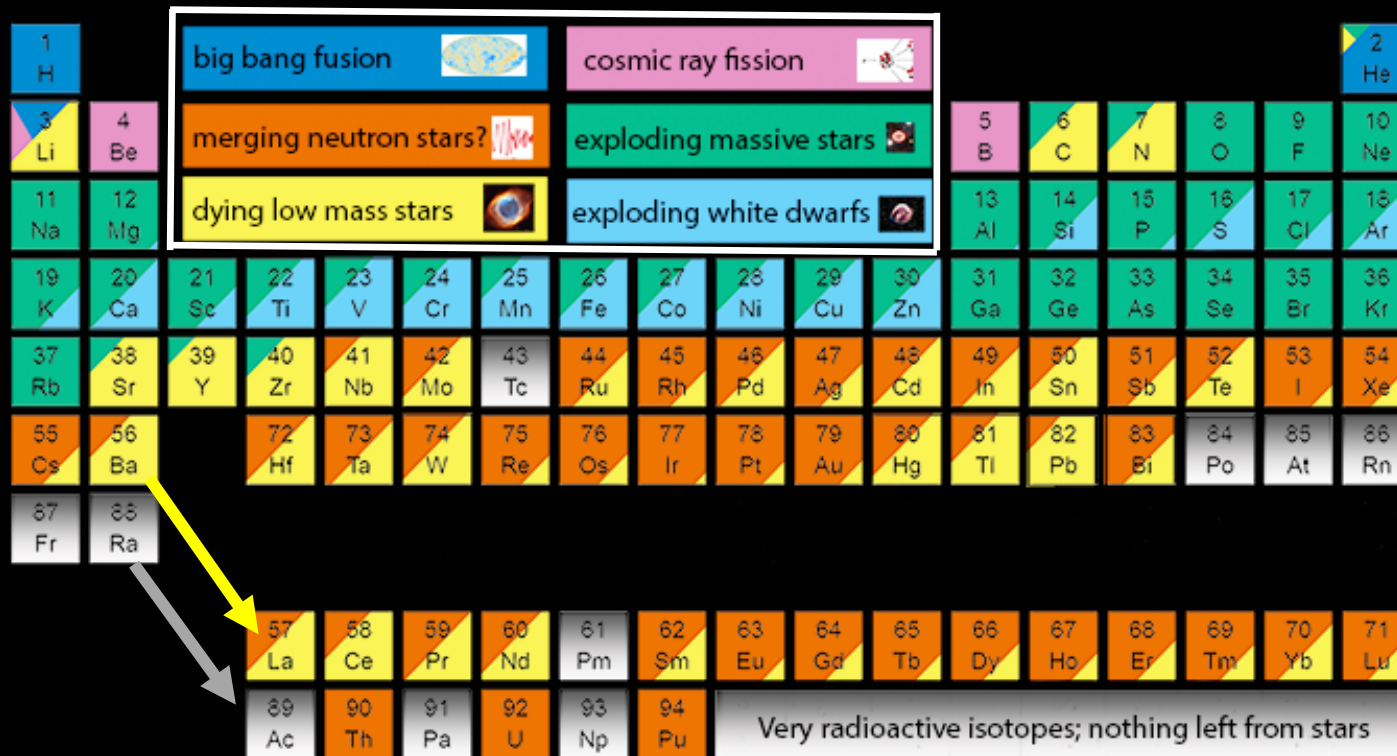 1 2
H He
big bang fusion cosmic ray fission
3 4 5 6 7 8 9 10
Li Be B C N O F Ne
merging neutron stars? exploding massive stars
11 12 13 14 15 16 17 18
Na Mg Al Si P S Cl Ar
dying low mass stars exploding white dwarfs
19 20 21 22 23 24 25 26 27 28 29 30 31 32 33 34 35 36
K Ca Sc Ti V Cr Mn Fe Co Ni Cu Zn Ga Ge As Se Br Kr
37 38 39 40 41 42 43 44 45 46 47 48 49 50 51 52 53 54
Rb Sr Y Zr Nb Mo Tc Ru Rh Pd Ag Cd In Sn Sb Te I Xe
55 56 72 73 74 75 76 77 78 79 80 81 82 83 84 85 86
Cs Ba Hf Ta W Re Os Ir Pt Au Hg Tl Pb Bi Po At Rn
87 88
Fr Ra
57 58 59 60 61 62 63 64 65 66 67 68 69 70 71
La Ce Pr Nd Pm Sm Eu Gd Tb Dy Ho Er Tm Yb Lu
89 90 91 92 93 94
Ac Th Pa U Np Pu
Very radioactive isotopes; nothing left from stars